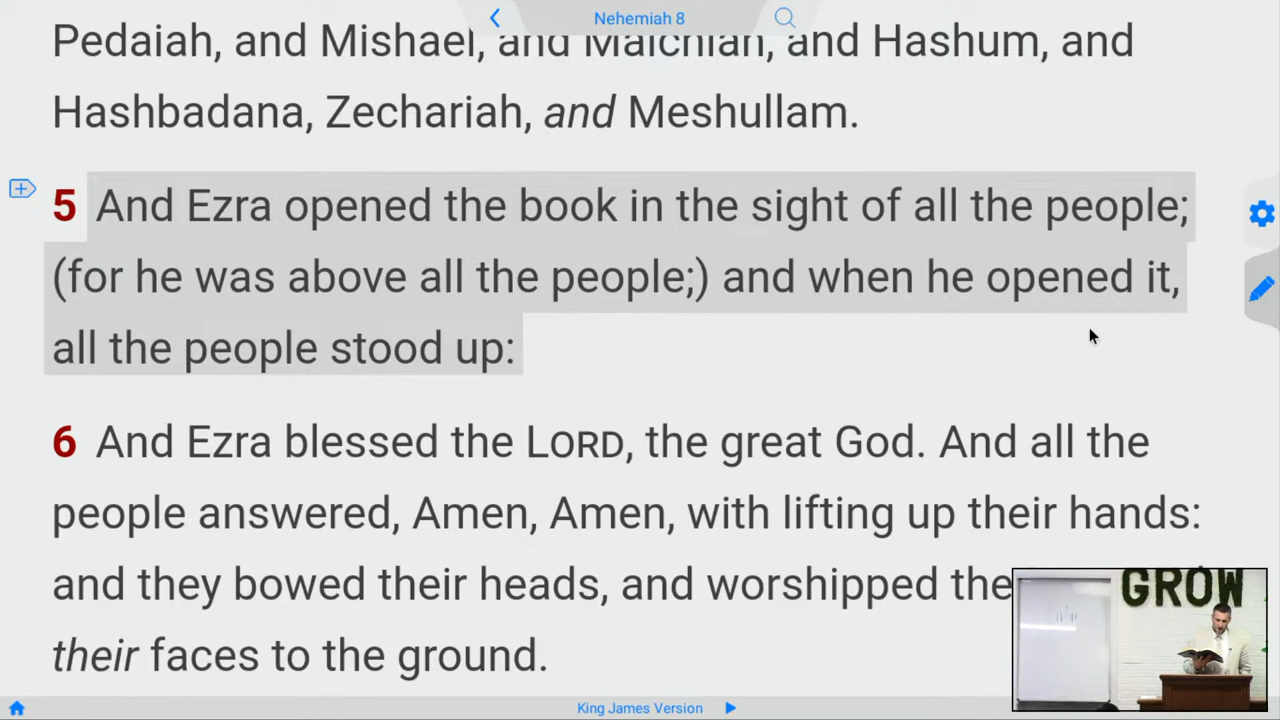 Nehemiah 8
Pedaiah, and Mishael, and Malchiah, and Hashum, and
Hashbadana, Zechariah, and Meshullam.
5 And Ezra opened the book in the sight of all the people;
(for he was above all the people;) and when he opened it,
all the people stood up:
6 And Ezra blessed the LORD, the great God. And all the
people answered, Amen, Amen, with lifting up their hands:
and they bowed their heads, and worshipped the
their faces to the ground.
GROW
King James Version